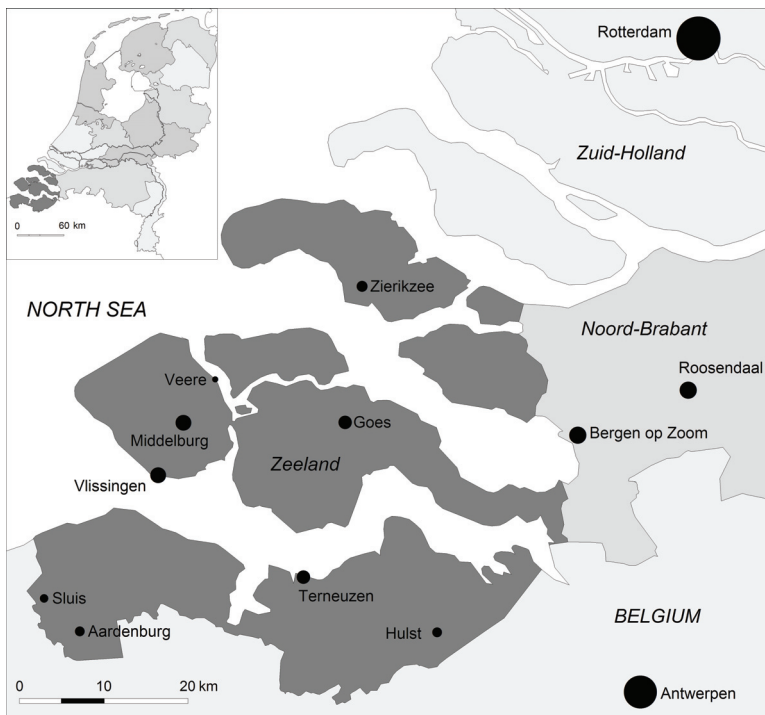 Rotterdam
Zuid-Holland
0 60 km
Zierikzee
NORTH SEA
Noord-Brabant
Roosendaal
Veere
Goes
Middelburg
Bergen op Zoom
Zeeland
Vlissingen
Terneuzen
Sluis
BELGIUM
Aardenburg
Hulst
0 10 20 km
Antwerpen